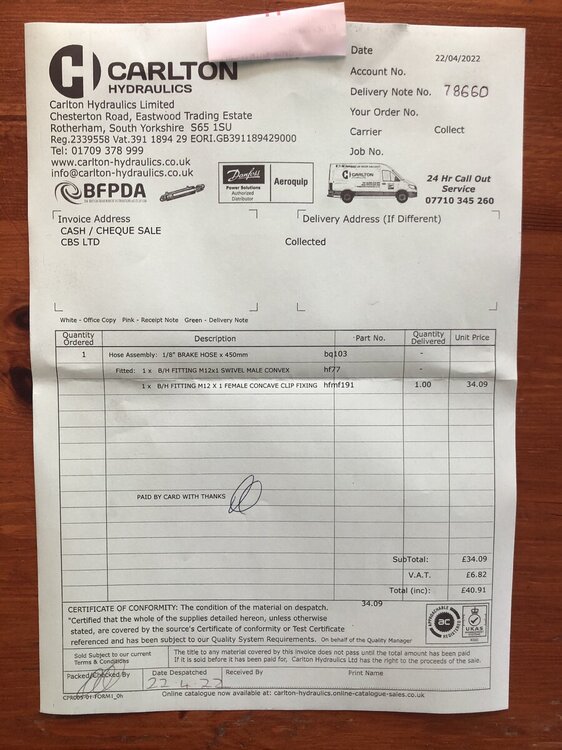 CARLTON
HYDRAULICS
Carlton Hydraulics Limited
Chesterton Road, Eastwood Trading Estate
Rotherham, South Yorkshire S65 1SU
Reg.2339558 Vat.391 1894 29 EORI.GB391189429000
Tel: 01709 378 999
www.carlton-hydraulics.co.uk
info@carlton-hydraulics.co.uk
Date 22/04/2022
Account No.
Delivery Note No. 78660
Your Order No.
Carrier Collect
Job No.
BFPDA
Danfoss
Power Solutions
Authorized
Distributor
Aeroquip
CARLTON
24 Hr Call Out
Service
07710 345 260
Invoice Address
CASH / CHEQUE SALE
CBS LTD
Delivery Address (If Different)
Collected
White - Office Copy Pink - Receipt Note Green - Delivery Note
Quantity Ordered Description Part No. Quantity Delivered Unit Price
1 Hose Assembly: 1/8" BRAKE HOSE x 450mm bq103 -
Fitted: 1 x B/H FITTING M12x1 SWIVEL MALE CONVEX hf77 -
1 x B/H FITTING M12 X 1 FEMALE CONCAVE CLIP FIXING hfmf191 1.00 34.09
PAID BY CARD WITH THANKS
SubTotal: £34.09
V.A.T. £6.82
Total (inc): £40.91
34.09
CERTIFICATE OF CONFORMITY: The condition of the material on despatch.
"Certified that the whole of the supplies detailed hereon, unless otherwise
stated, are covered by the source's Certificate of conformity or Test Certificate
referenced and has been subject to our Quality System Requirements. On behalf of the Quality Manager
ac
UKAS
Sold Subject to our current
Terms & Conditions
The title to any material covered by this invoice does not pass until the total amount has been paid
If it is sold before it has been paid for, Carlton Hydraulics Ltd has the right to the proceeds of the sale.
Packed/Checked By Date Despatched Received By Print Name
22.4.22
CPR005-01-FORM1_0h
Online catalogue now available at: carlton-hydraulics.online-catalogue-sales.co.uk